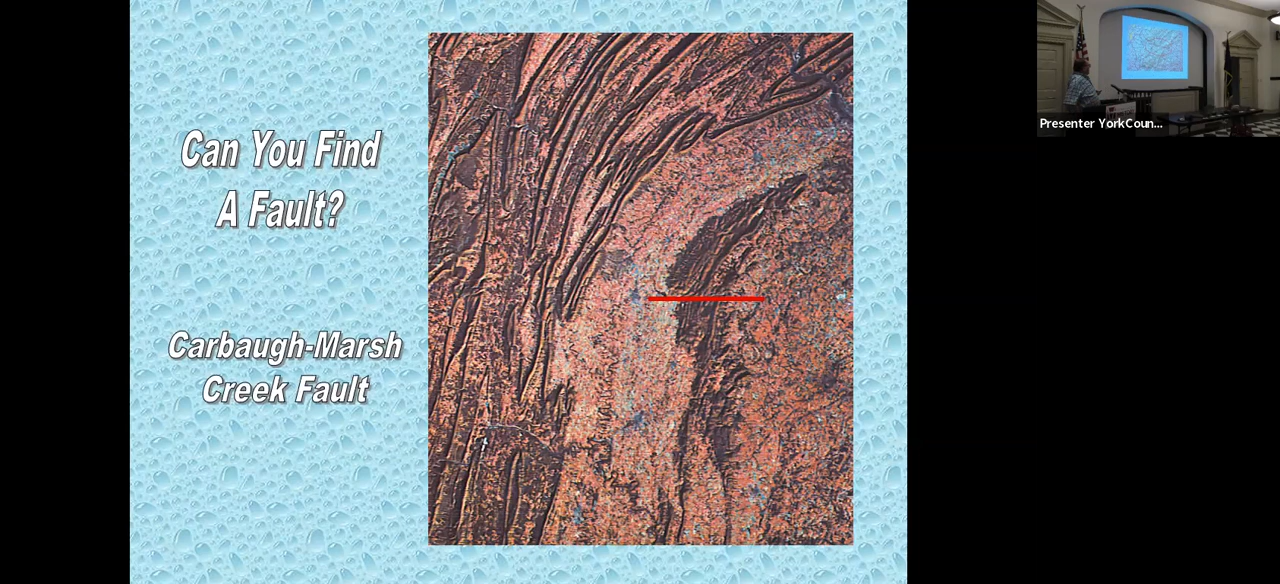 Can You Find
A Fault?
Carbaugh-Marsh
Creek Fault
Presenter YorkCoun...